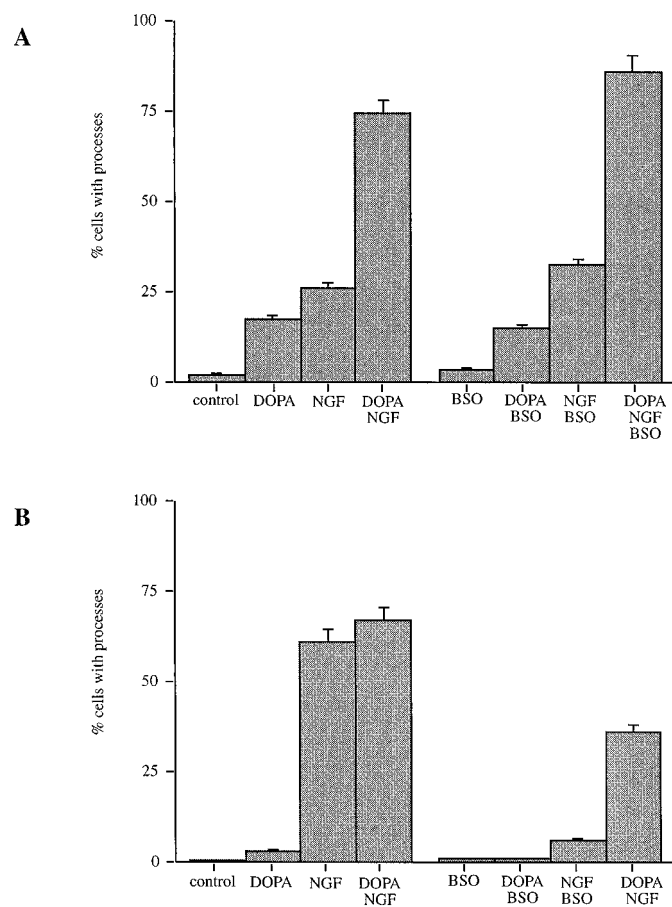 A
% cells with processes
100
75
50
25
0
control DOPA NGF DOPA BSO DOPA NGF DOPA
NGF BSO BSO NGF
BSO
B
% cells with processes
100
75
50
25
0
control DOPA NGF DOPA BSO DOPA NGF DOPA
NGF BSO BSO NGF